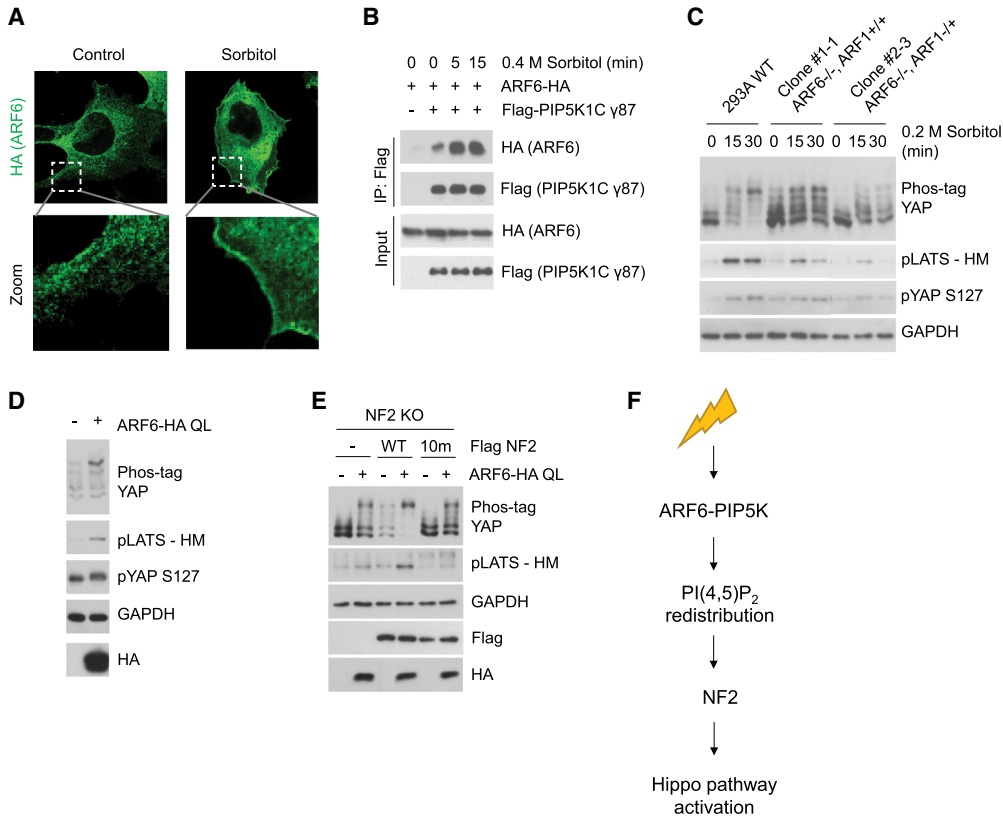 A
Control
Sorbitol
HA (ARF6)
Zoom
B
0 0 5 15 0.4 M Sorbitol (min)
+ + + + ARF6-HA
- + + + Flag-PIP5K1C γ87
IP: Flag
HA (ARF6)
Flag (PIP5K1C γ87)
Input
HA (ARF6)
Flag (PIP5K1C γ87)
C
293A WT
Clone #1-1
ARF6-/-, ARF1+/+
Clone #2-3
ARF6-/-, ARF1-/+
0 15 30 0 15 30 0 15 30 0.2 M Sorbitol
(min)
Phos-tag
YAP
pLATS - HM
pYAP S127
GAPDH
D
- + ARF6-HA QL
Phos-tag
YAP
pLATS - HM
pYAP S127
GAPDH
HA
E
NF2 KO
- WT 10m Flag NF2
- + - + - + ARF6-HA QL
Phos-tag
YAP
pLATS - HM
GAPDH
Flag
HA
F
ARF6-PIP5K
PI(4,5)P2
redistribution
NF2
Hippo pathway
activation